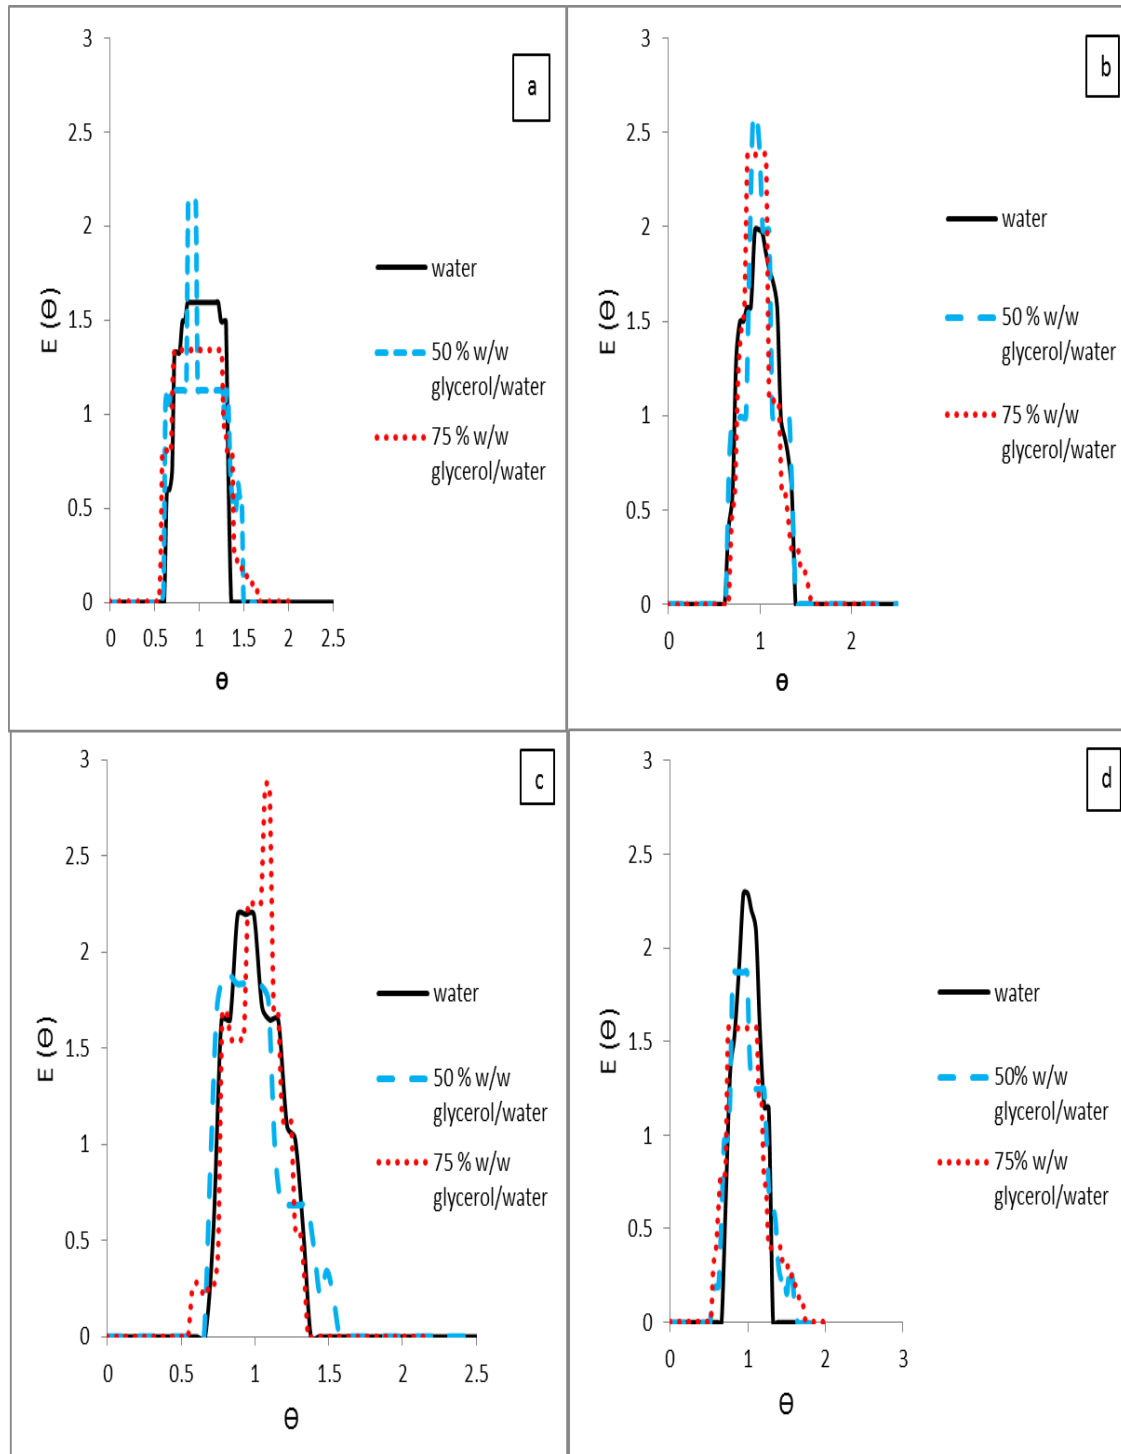 a
3
2.5
2
1.5
1
0.5
0
E (Θ)
0 0.5 1 1.5 2 2.5
θ
water
50 % w/w
glycerol/water
75 % w/w
glycerol/water
b
3
2.5
2
1.5
1
0.5
0
E (Θ)
0 1 2
θ
water
50 % w/w
glycerol/water
75 % w/w
glycerol/water
c
3
2.5
2
1.5
1
0.5
0
E (Θ)
0 0.5 1 1.5 2 2.5
Θ
water
50 % w/w
glycerol/water
75 % w/w
glycerol/water
d
3
2.5
2
1.5
1
0.5
0
E (Θ)
0 1 2 3
Θ
water
50% w/w
glycerol/water
75% w/w
glycerol/water